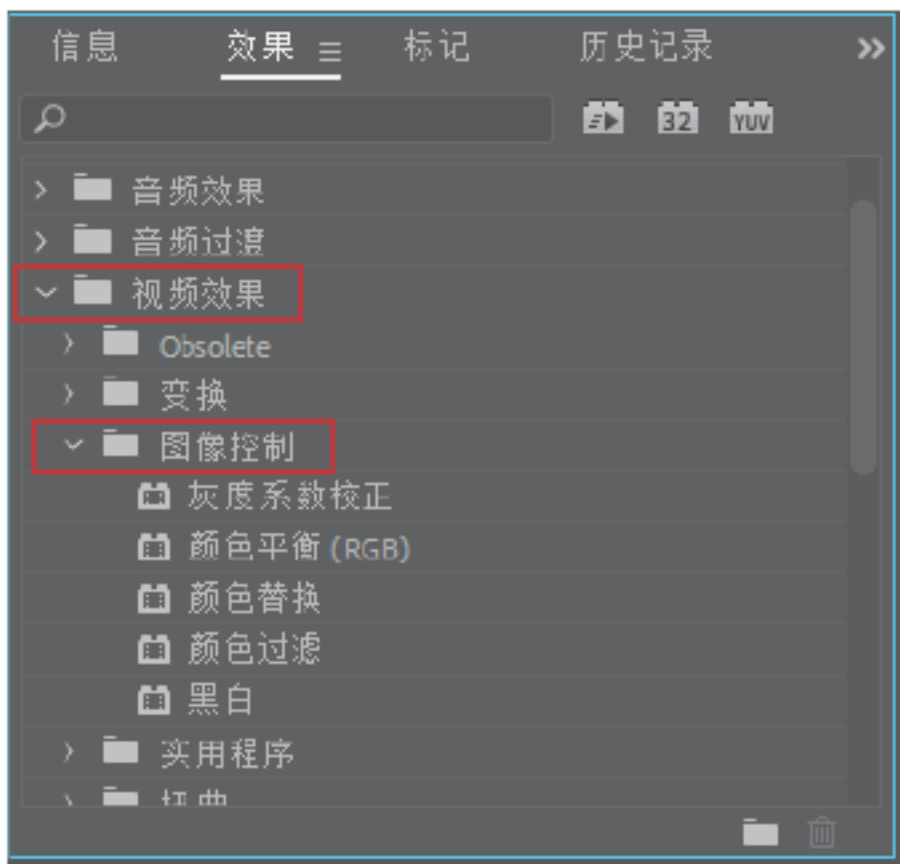 信息 效果 标记 历史记录
32 YUV
音频效果
音频过渡
视频效果
Obsolete
变换
图像控制
灰度系数校正
颜色平衡 (RGB)
颜色替换
颜色过滤
黑白
实用程序
扭曲